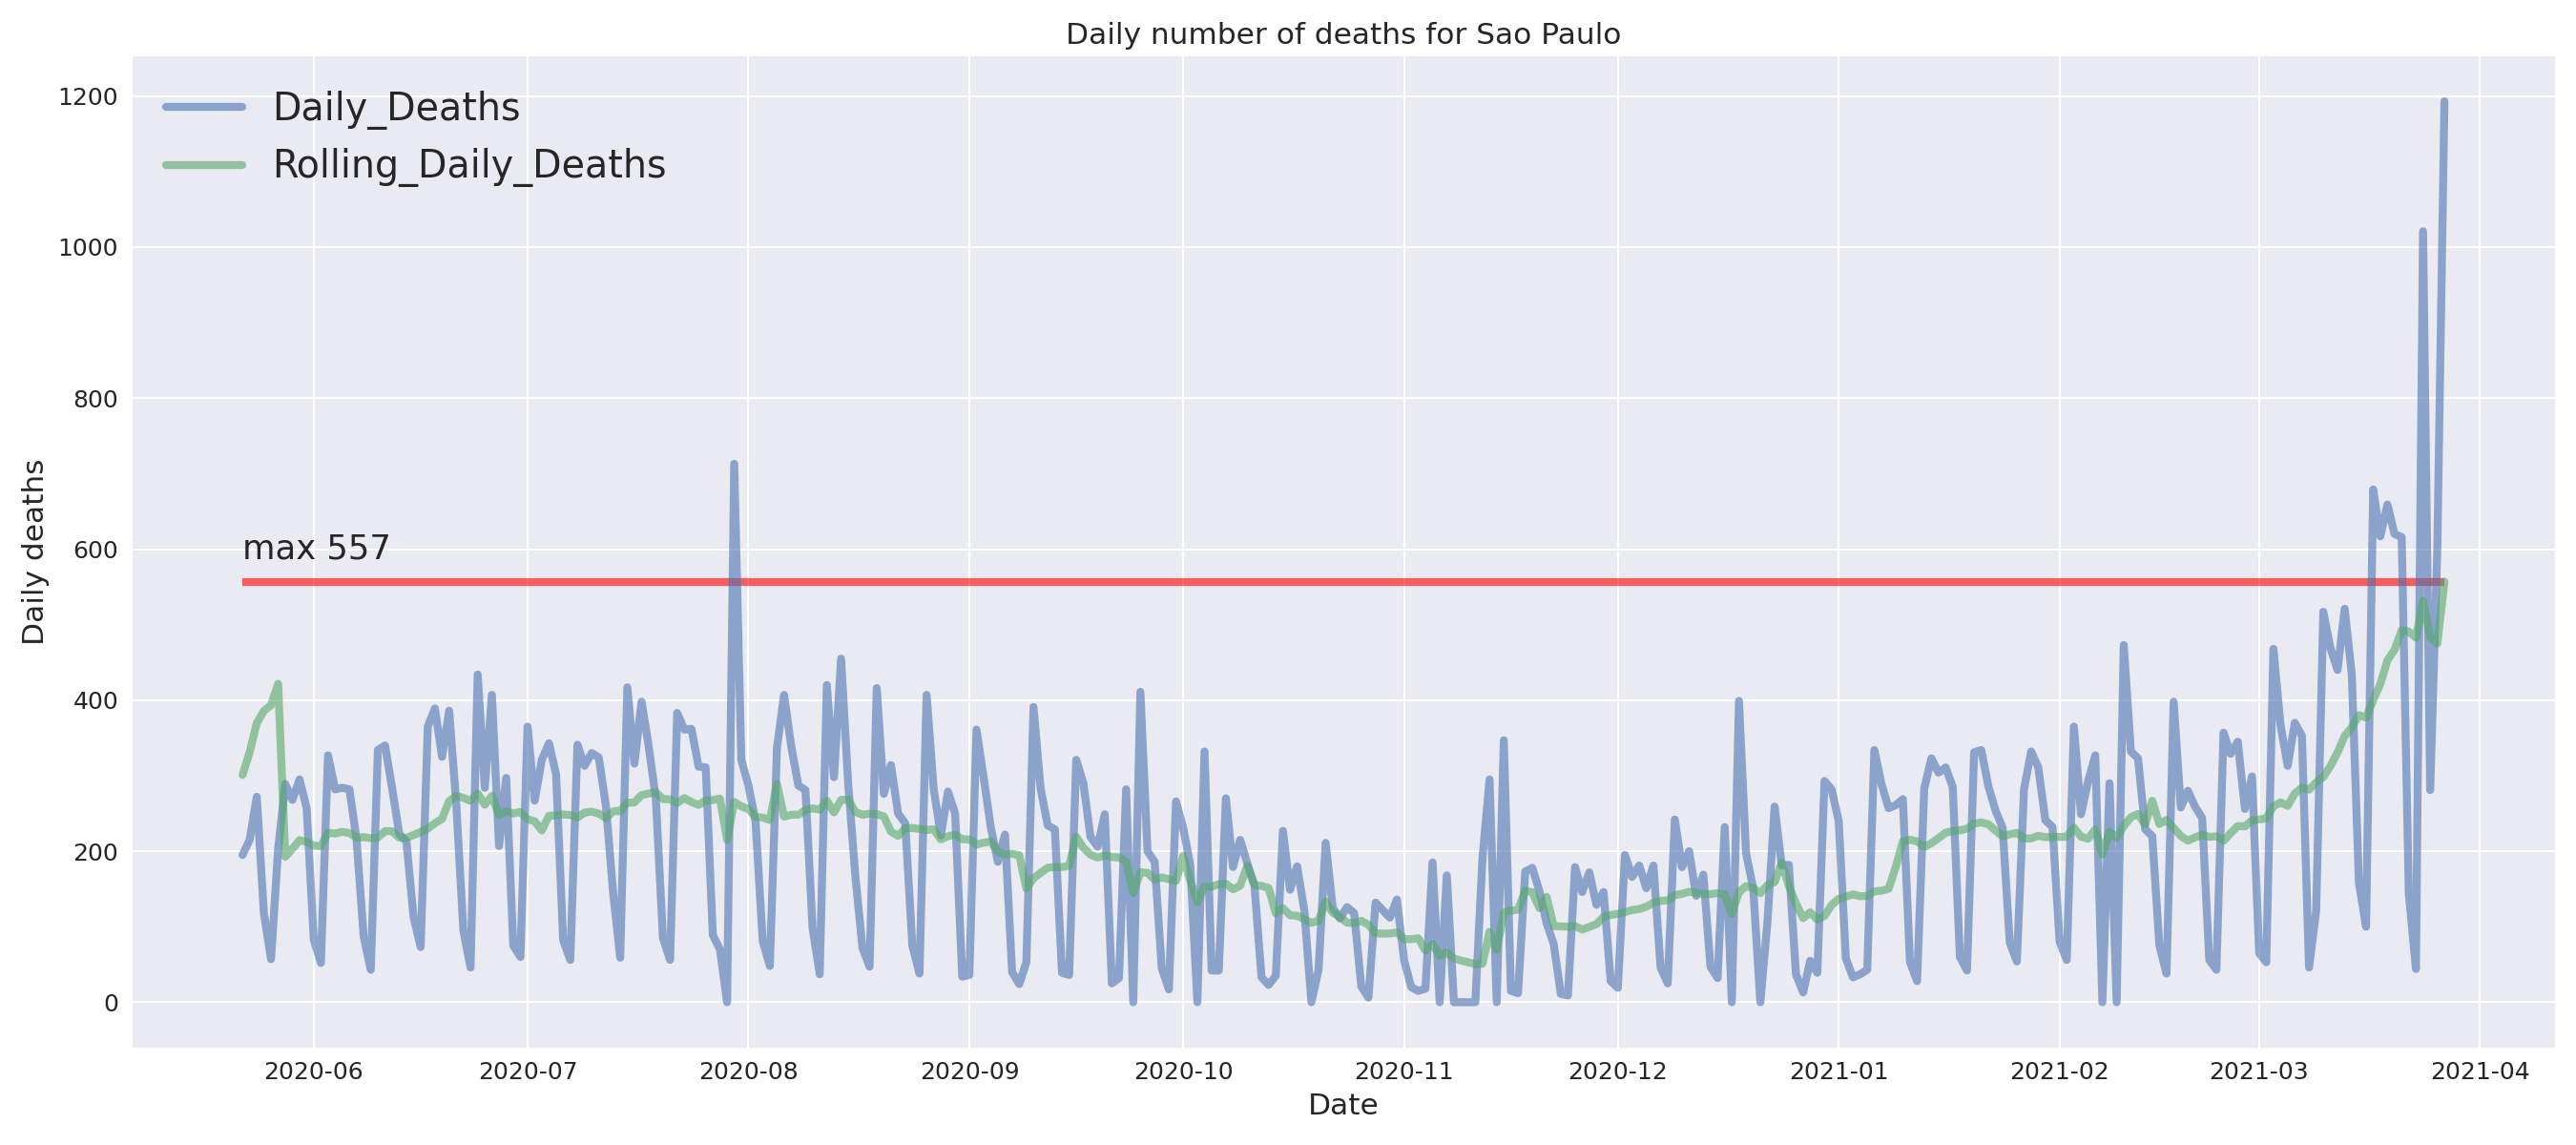 Daily number of deaths for Sao Paulo
1200
1000
800
600
400
200
0
Daily deaths
Daily_Deaths
Rolling_Daily_Deaths
max 557
2020-06 2020-07 2020-08 2020-09 2020-10 2020-11 2020-12 2021-01 2021-02 2021-03 2021-04
Date